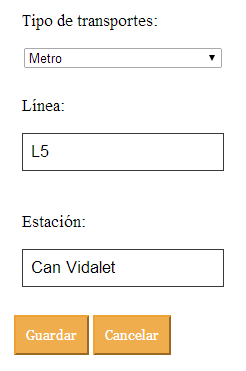 Tipo de transportes:
Metro
Línea:
L5
Estación:
Can Vidalet
Guardar Cancelar